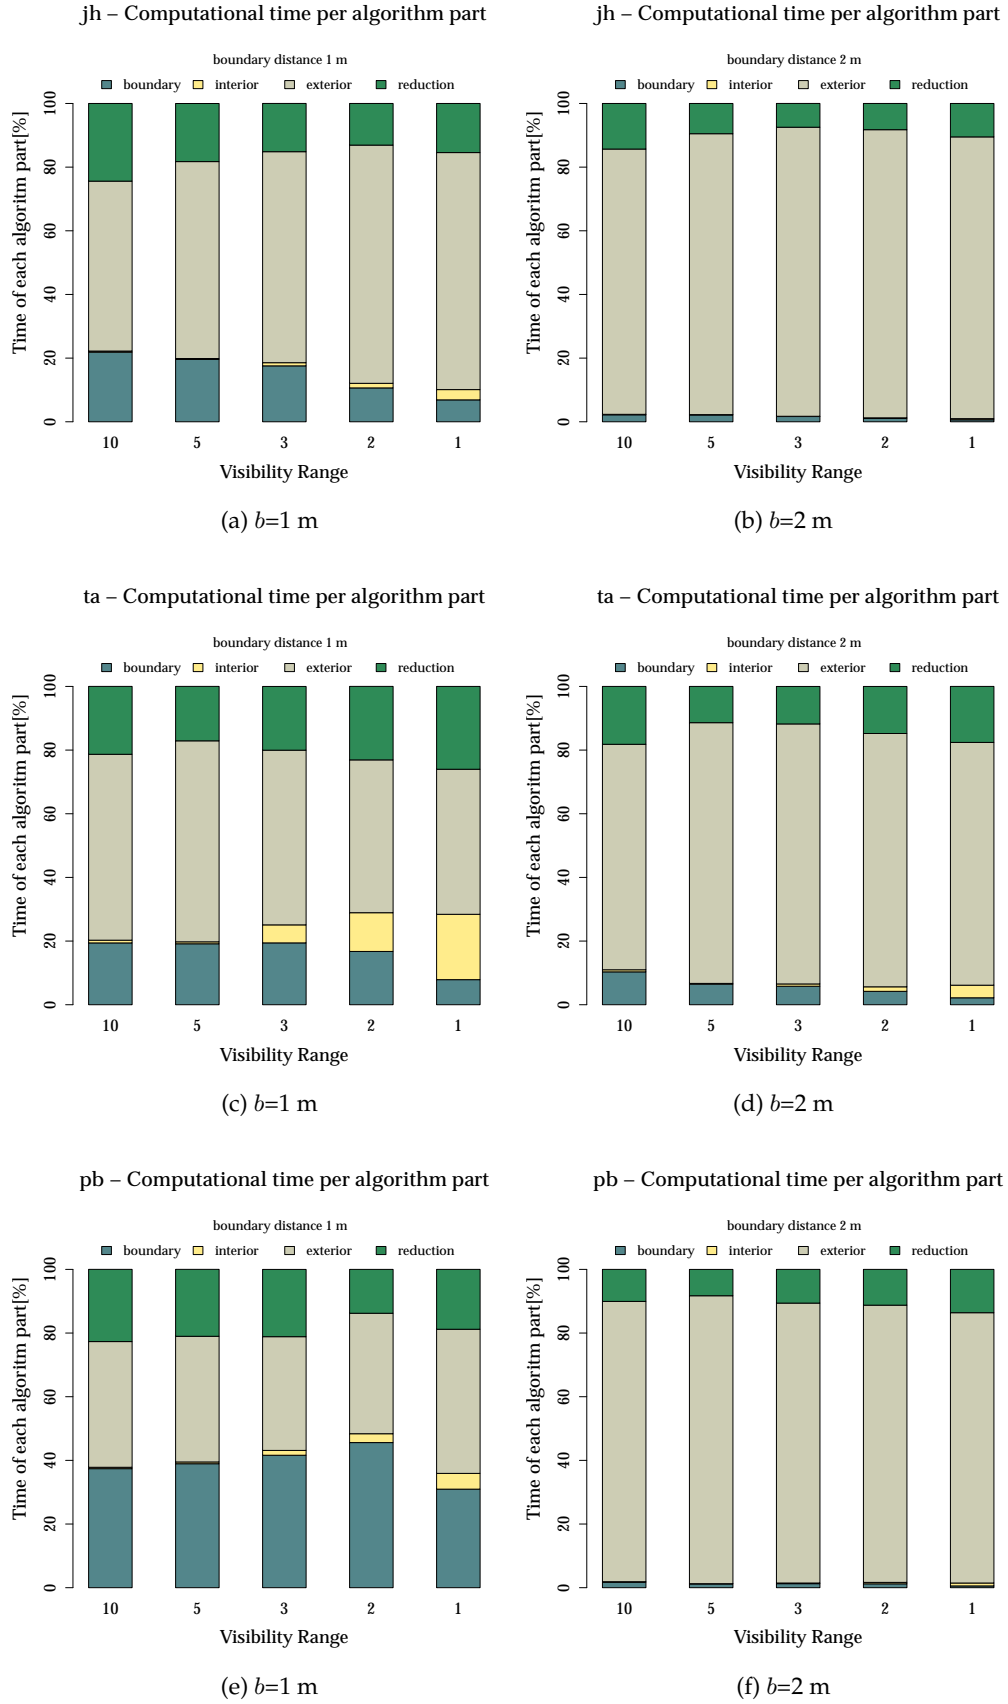 jh – Computational time per algorithm part
boundary distance 1 m
boundary interior exterior reduction
Time of each algoritm part[%]
0 20 40 60 80 100
10 5 3 2 1
Visibility Range
(a) b=1 m
jh – Computational time per algorithm part
boundary distance 2 m
boundary interior exterior reduction
Time of each algoritm part[%]
0 20 40 60 80 100
10 5 3 2 1
Visibility Range
(b) b=2 m
ta – Computational time per algorithm part
boundary distance 1 m
boundary interior exterior reduction
Time of each algoritm part[%]
0 20 40 60 80 100
10 5 3 2 1
Visibility Range
(c) b=1 m
ta – Computational time per algorithm part
boundary distance 2 m
boundary interior exterior reduction
Time of each algoritm part[%]
0 20 40 60 80 100
10 5 3 2 1
Visibility Range
(d) b=2 m
pb – Computational time per algorithm part
boundary distance 1 m
boundary interior exterior reduction
Time of each algoritm part[%]
0 20 40 60 80 100
10 5 3 2 1
Visibility Range
(e) b=1 m
pb – Computational time per algorithm part
boundary distance 2 m
boundary interior exterior reduction
Time of each algoritm part[%]
0 20 40 60 80 100
10 5 3 2 1
Visibility Range
(f) b=2 m